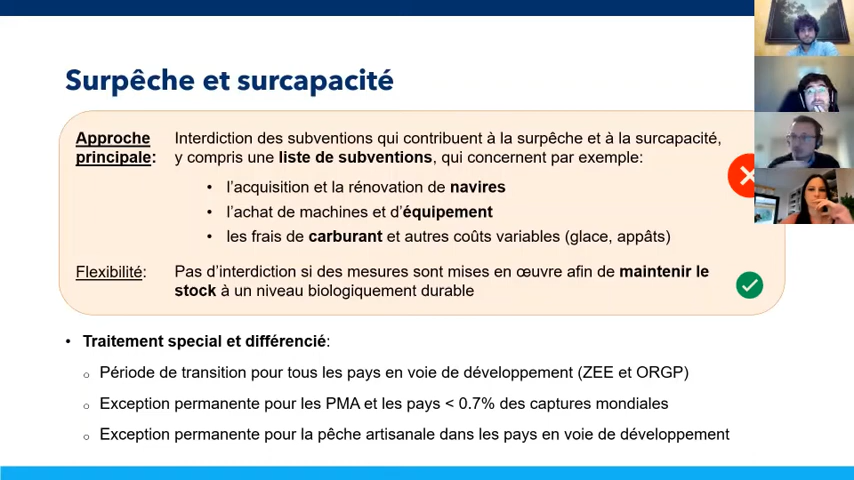 Surpêche et surcapacité
Approche principale: Interdiction des subventions qui contribuent à la surpêche et à la surcapacité,
y compris une liste de subventions, qui concernent par exemple:
• l’acquisition et la rénovation de navires
• l’achat de machines et d’équipement
• les frais de carburant et autres coûts variables (glace, appâts)
Flexibilité: Pas d’interdiction si des mesures sont mises en œuvre afin de maintenir le
stock à un niveau biologiquement durable
• Traitement special et différencié:
o Période de transition pour tous les pays en voie de développement (ZEE et ORGP)
o Exception permanente pour les PMA et les pays < 0.7% des captures mondiales
o Exception permanente pour la pêche artisanale dans les pays en voie de développement